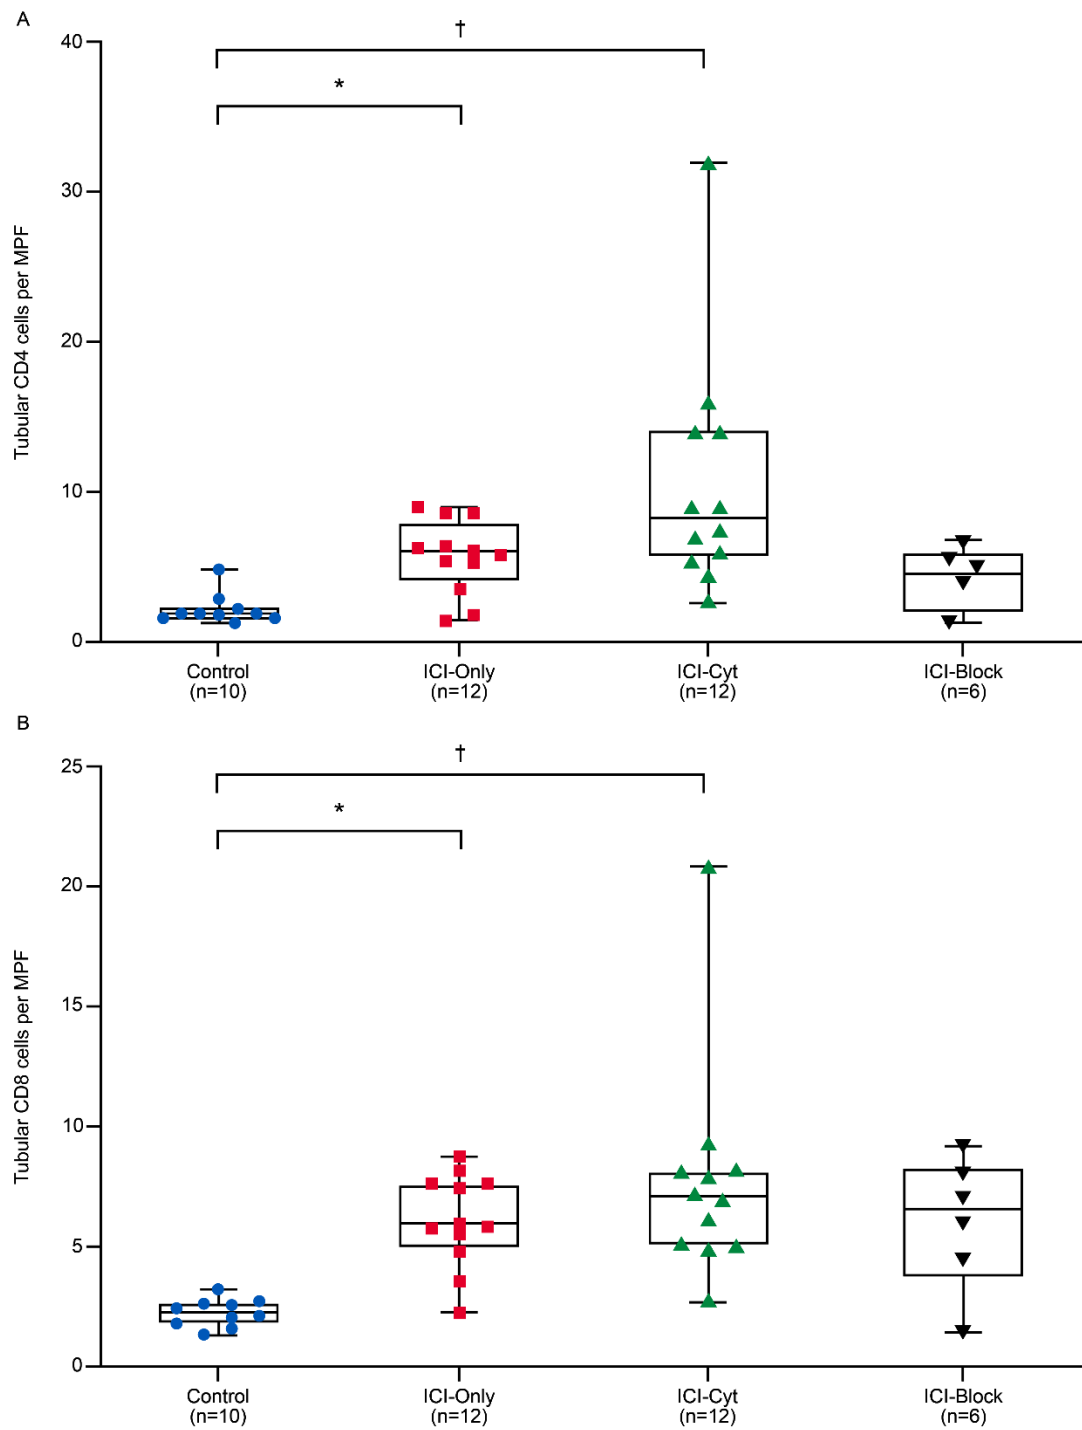 A
†
*
40
30
20
10
0
Tubular CD4 cells per MPF
Control
(n=10)
ICI-Only
(n=12)
ICI-Cyt
(n=12)
ICI-Block
(n=6)
B
†
*
25
20
15
10
5
0
Tubular CD8 cells per MPF
Control
(n=10)
ICI-Only
(n=12)
ICI-Cyt
(n=12)
ICI-Block
(n=6)